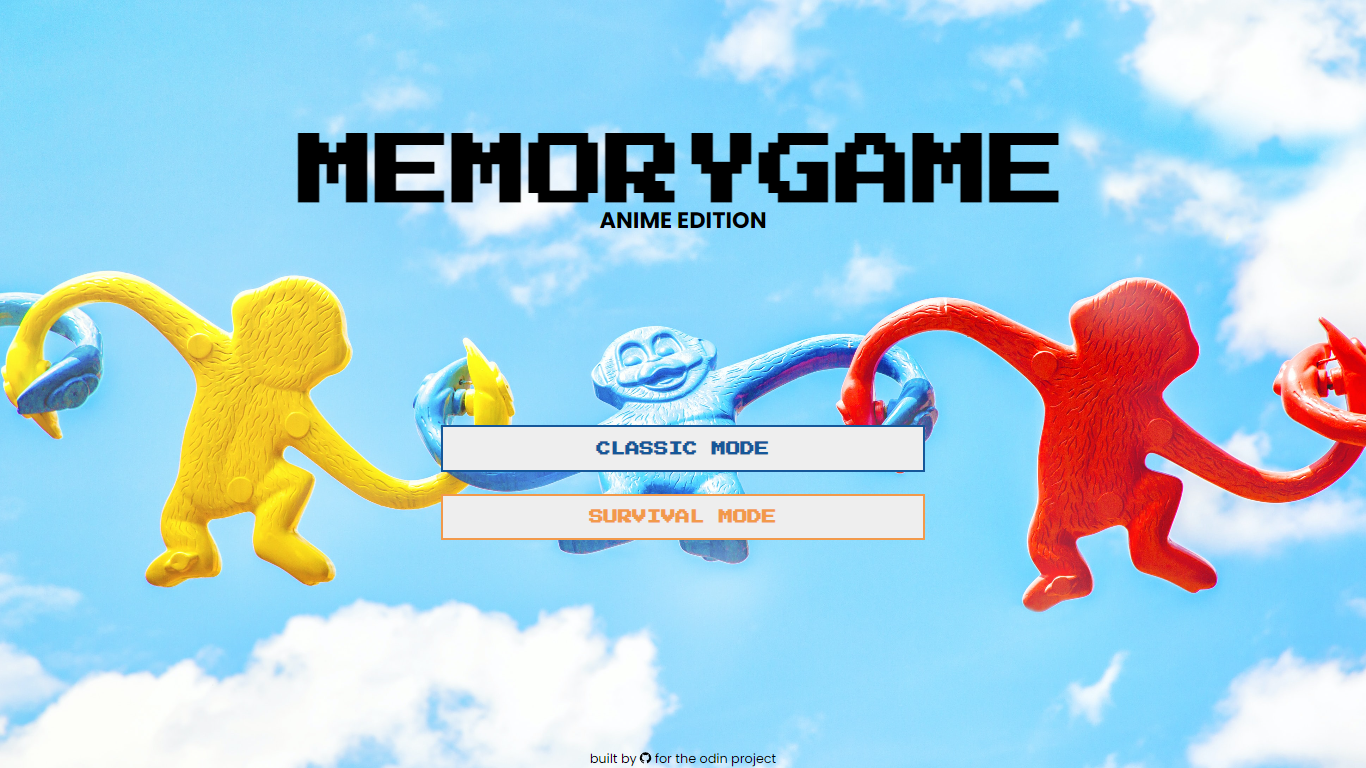 MEMORYGAME
ANIME EDITION
CLASSIC MODE
SURVIVAL MODE
built by for the odin project